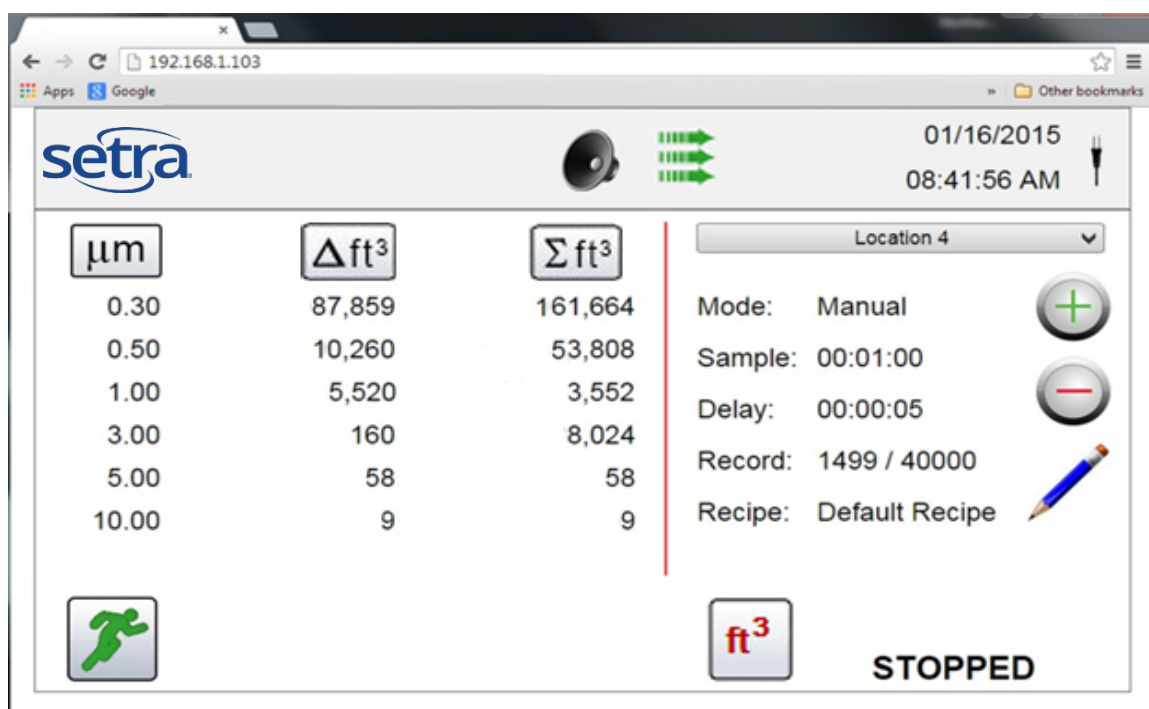 192.168.1.103
Apps Google » Other bookmarks
setra
01/16/2015
08:41:56 AM
μm Δft³ Σft³
0.30 87,859 161,664
0.50 10,260 53,808
1.00 5,520 3,552
3.00 160 8,024
5.00 58 58
10.00 9 9
Location 4
Mode: Manual
Sample: 00:01:00
Delay: 00:00:05
Record: 1499 / 40000
Recipe: Default Recipe
ft³
STOPPED